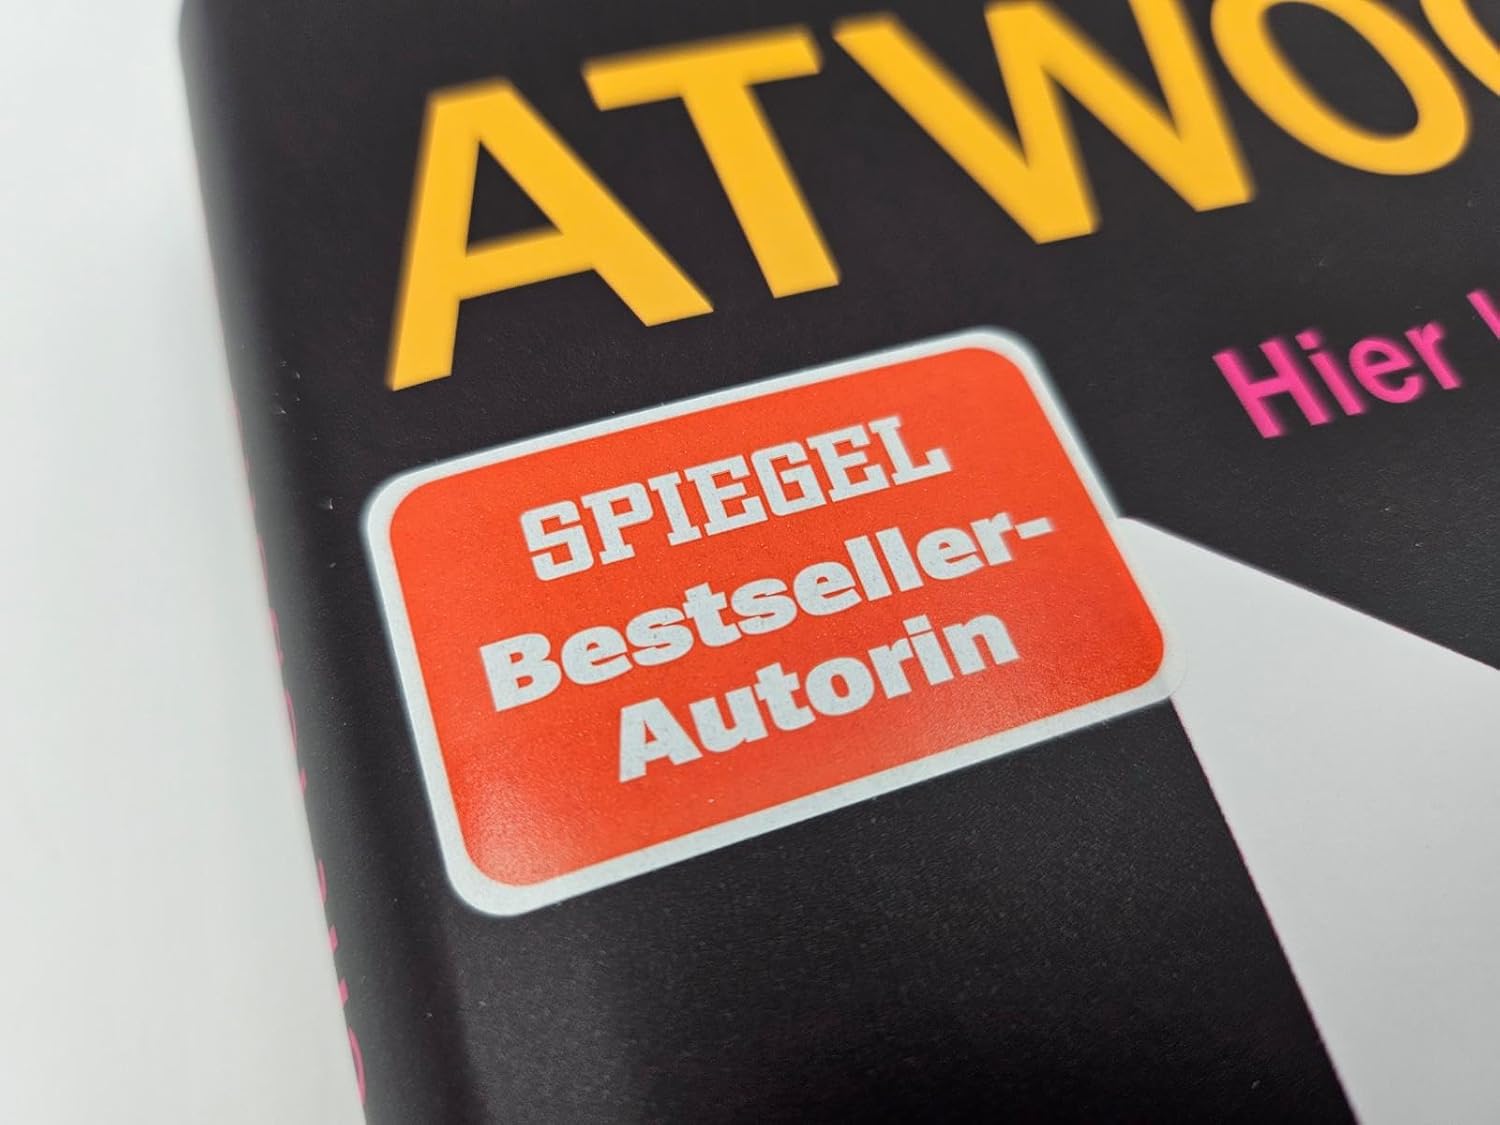 ATWOO
Hier
SPIEGEL
Bestseller-
Autorin